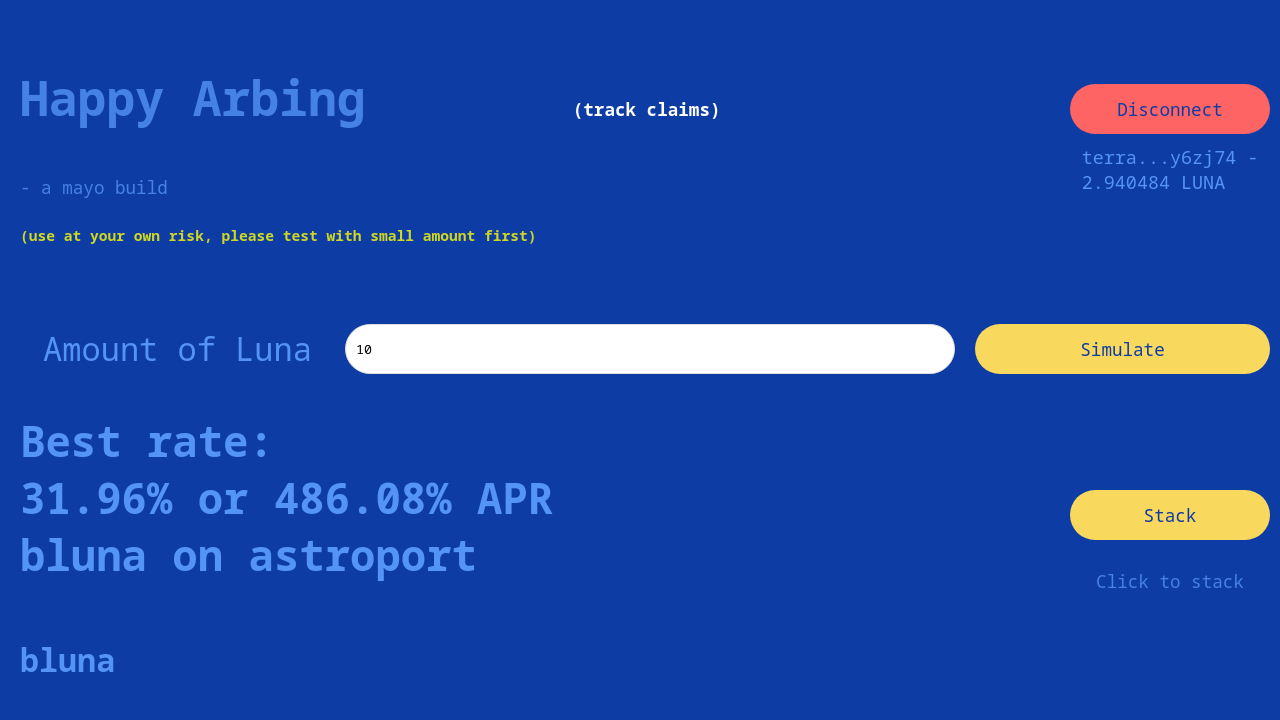 Happy Arbing
(track claims)
Disconnect
terra...y6zj74 -
2.940484 LUNA
- a mayo build
(use at your own risk, please test with small amount first)
Amount of Luna
10
Simulate
Best rate:
31.96% or 486.08% APR
bluna on astroport
Stack
Click to stack
bluna